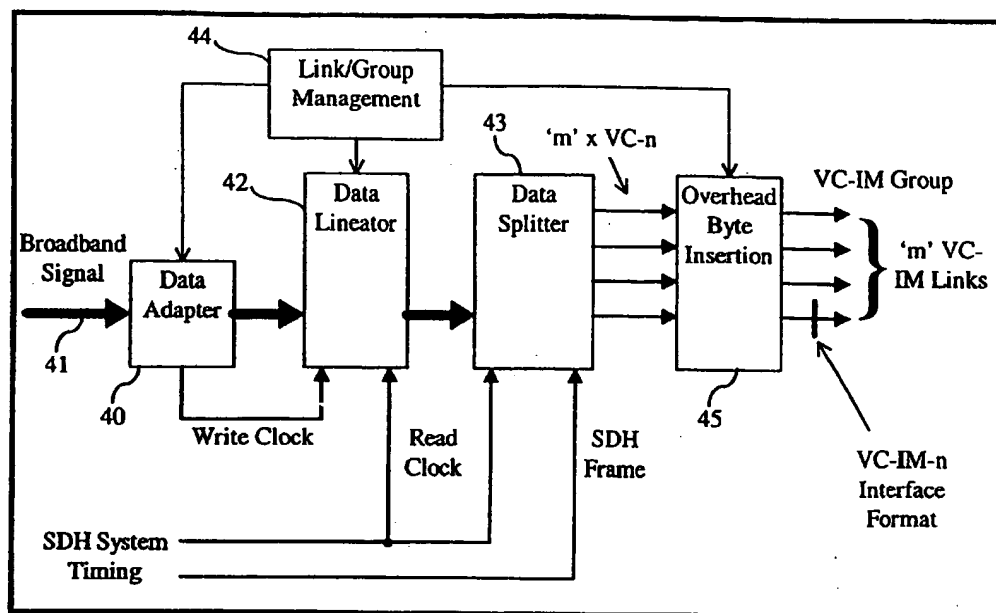 44
Link/Group
Management
43
'm' x VC-n
42
Data
Lineator
Data
Splitter
Overhead
Byte
Insertion
VC-IM Group
'm' VC-
IM Links
Broadband
Signal
Data
Adapter
41
40
Write Clock
Read
Clock
SDH
Frame
45
VC-IM-n
Interface
Format
SDH System
Timing